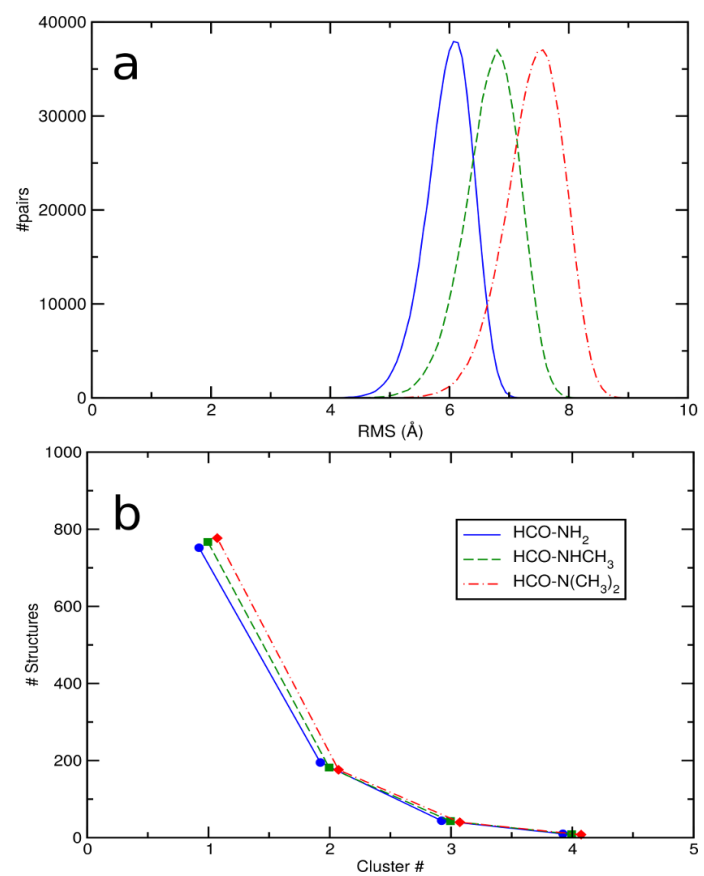 40000
a
30000
#pairs
20000
10000
0
0 2 4 6 8 10
RMS (Å)
1000
b
800
HCO-NH₂
HCO-NHCH₃
HCO-N(CH₃)₂
600
# Structures
400
200
0
0 1 2 3 4 5
Cluster #